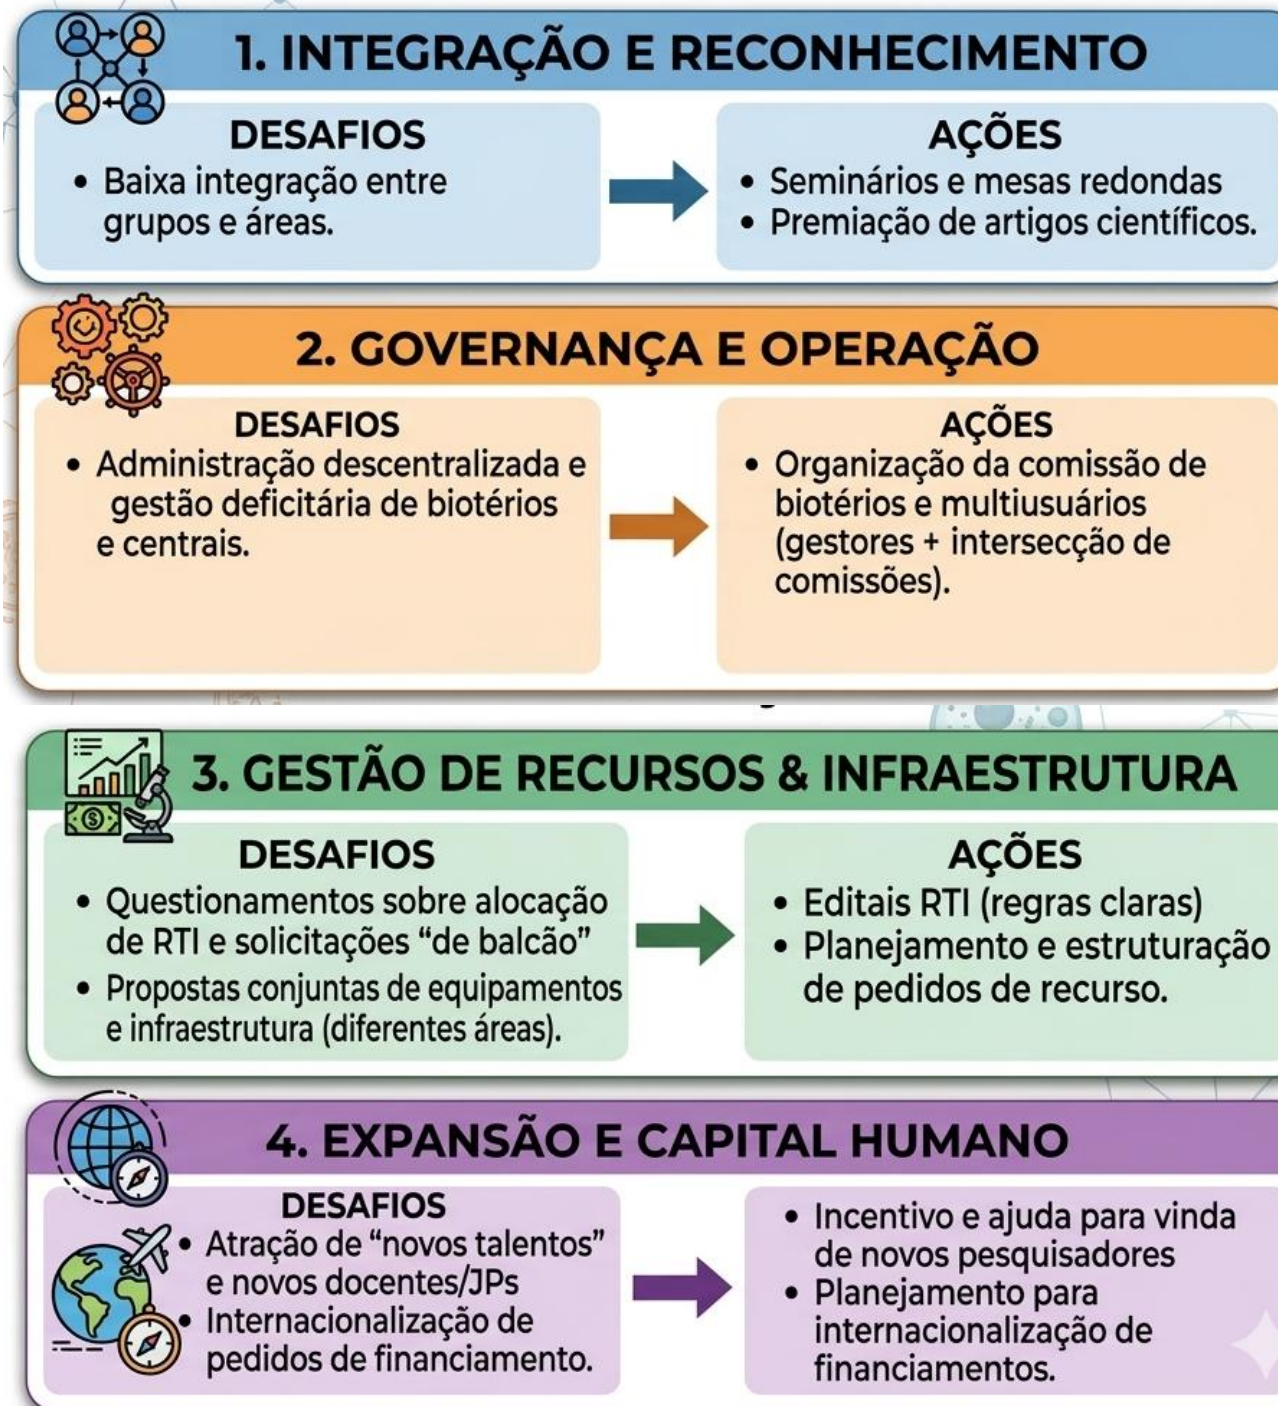 1. INTEGRAÇÃO E RECONHECIMENTO
DESAFIOS
• Baixa integração entre
grupos e áreas.
AÇÕES
• Seminários e mesas redondas
• Premiação de artigos científicos.
2. GOVERNANÇA E OPERAÇÃO
DESAFIOS
• Administração descentralizada e
gestão deficitária de biotérios
e centrais.
AÇÕES
• Organização da comissão de
biotérios e multiusuários
(gestores + intersecção de
comissões).
3. GESTÃO DE RECURSOS & INFRAESTRUTURA
DESAFIOS
• Questionamentos sobre alocação
de RTI e solicitações “de balcão”
• Propostas conjuntas de equipamentos
e infraestrutura (diferentes áreas).
AÇÕES
• Editais RTI (regras claras)
• Planejamento e estruturação
de pedidos de recurso.
4. EXPANSÃO E CAPITAL HUMANO
DESAFIOS
• Atração de “novos talentos”
e novos docentes/JPs
• Internacionalização de
pedidos de financiamento.
• Incentivo e ajuda para vinda
de novos pesquisadores
• Planejamento para
internacionalização de
financiamentos.